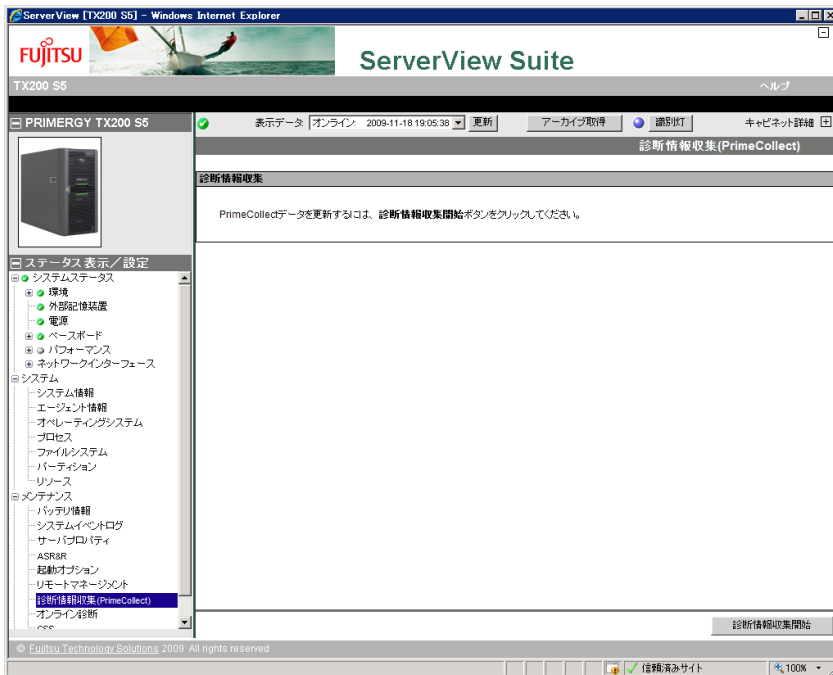 ServerView [TX200 S5] - Windows Internet Explorer
FUJITSU
ServerView Suite
TX200 S5
ヘルプ
PRIMERGY TX200 S5
表示データ: オンライン: 2009-11-18 19:05:38 更新 アーカイブ取得 識別灯 キャビネット詳細
診断情報収集(PrimeCollect)
診断情報収集
PrimeCollectデータを更新するには、診断情報収集開始ボタンをクリックしてください。
ステータス表示／設定
システムステータス
環境
外部記憶装置
電源
ベースボード
パフォーマンス
ネットワークインターフェース
システム
システム情報
エージェント情報
オペレーティングシステム
プロセス
ファイルシステム
パーティション
リソース
メンテナンス
バッテリ情報
システムイベントログ
サーバプロパティ
ASR&R
起動オプション
リモートマネージメント
診断情報収集(PrimeCollect)
オンライン診断
CSS
診断情報収集開始
© Fujitsu Technology Solutions 2009 All rights reserved
信頼済みサイト
100%